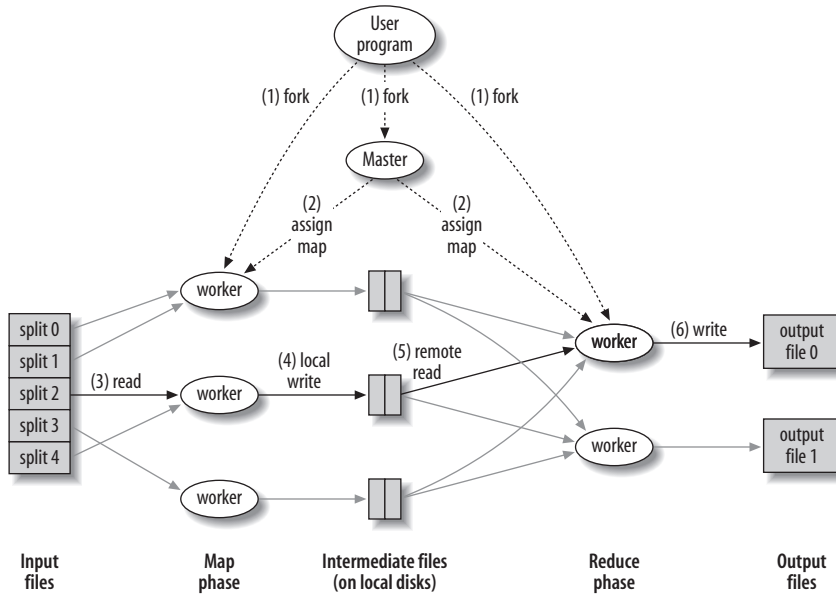 User
program
(1) fork
(1) fork
(1) fork
Master
(2)
assign
map
(2)
assign
map
worker
split 0
split 1
split 2
split 3
split 4
(3) read
worker
(4) local
write
(5) remote
read
worker
worker
(6) write
output
file 0
worker
output
file 1
Input
files
Map
phase
Intermediate files
(on local disks)
Reduce
phase
Output
files